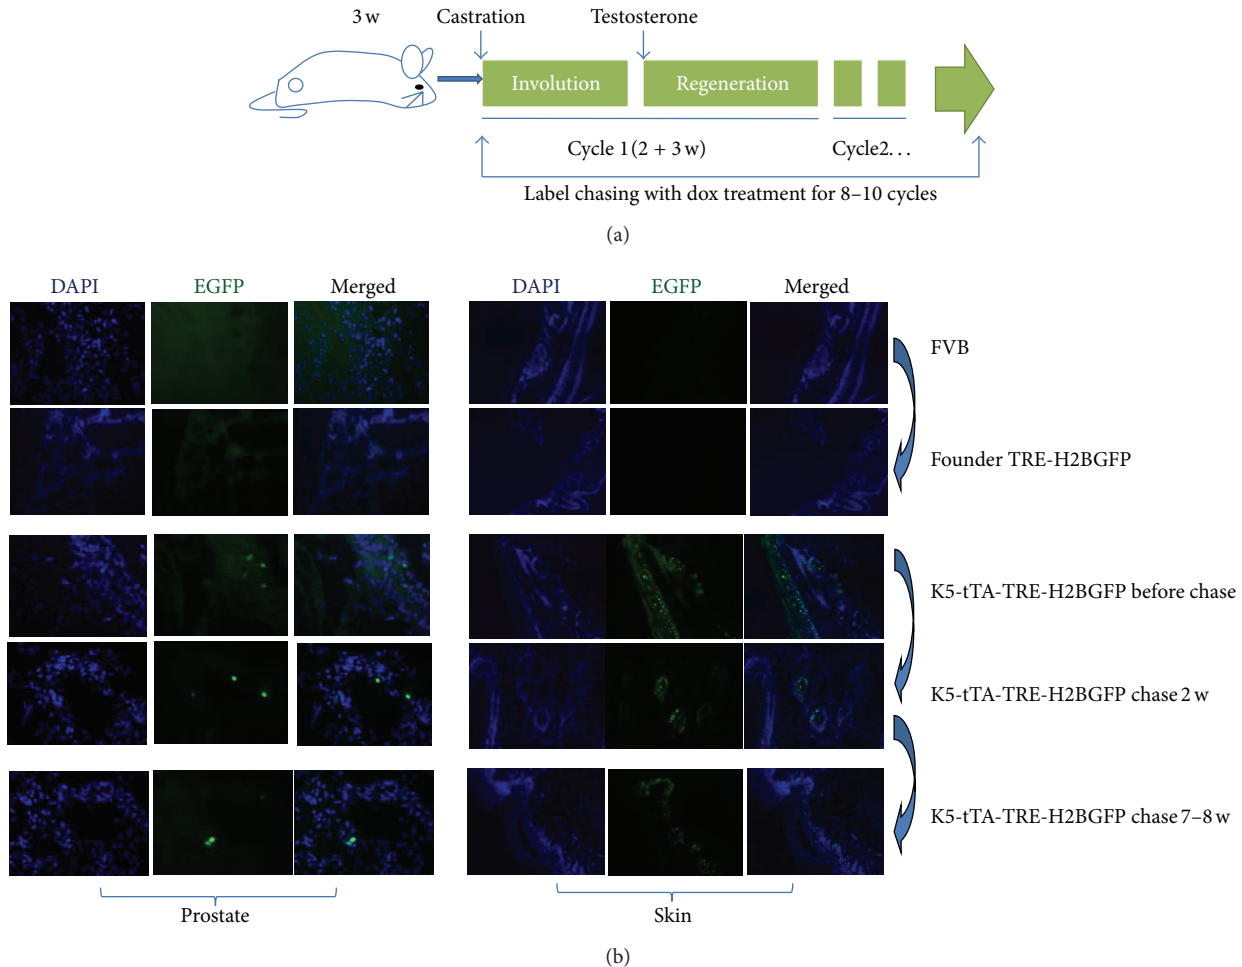 3 w Castration Testosterone
Involution Regeneration
Cycle 1 (2 + 3 w) Cycle2. . .
Label chasing with dox treatment for 8–10 cycles
(a)
DAPI EGFP Merged DAPI EGFP Merged
FVB
Founder TRE-H2BGFP
K5-tTA-TRE-H2BGFP before chase
K5-tTA-TRE-H2BGFP chase 2 w
K5-tTA-TRE-H2BGFP chase 7–8 w
Prostate Skin
(b)